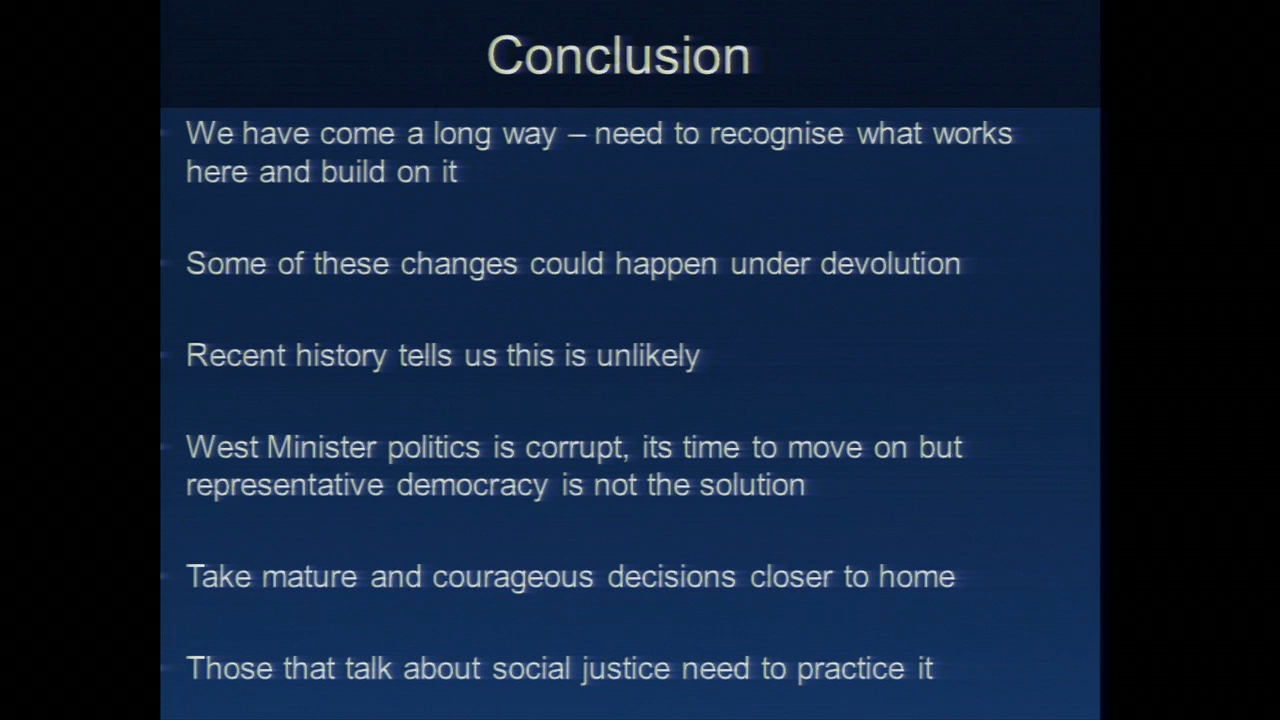 Conclusion
We have come a long way – need to recognise what works
here and build on it
Some of these changes could happen under devolution
Recent history tells us this is unlikely
West Minister politics is corrupt, its time to move on but
representative democracy is not the solution
Take mature and courageous decisions closer to home
Those that talk about social justice need to practice it